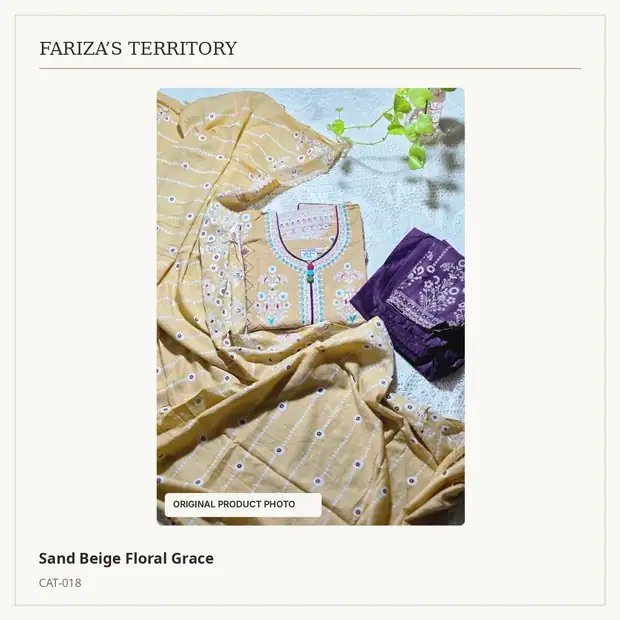 FARIZA’S TERRITORY
ORIGINAL PRODUCT PHOTO
Sand Beige Floral Grace
CAT-018